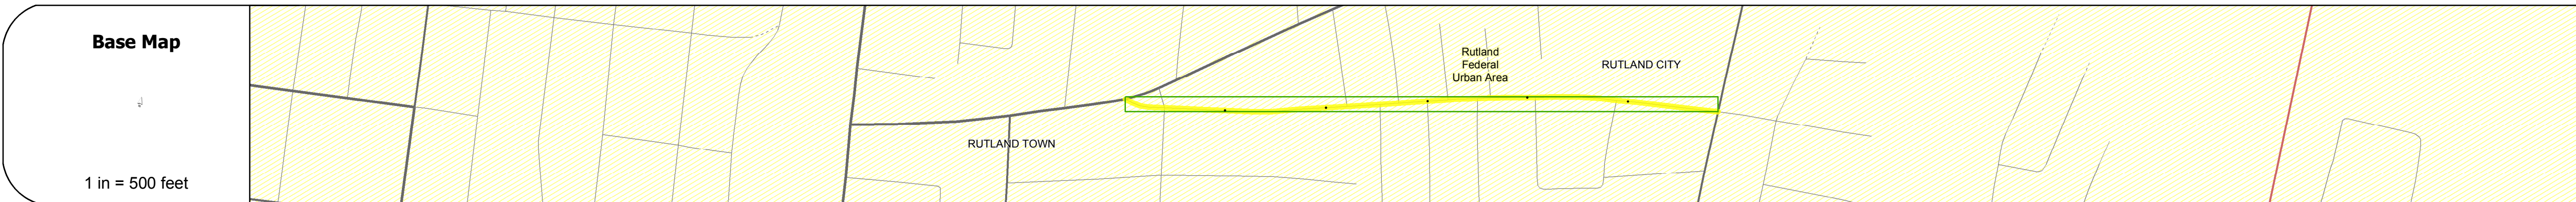 Base Map
1 in = 500 feet
Rutland
Federal
Urban Area
RUTLAND CITY
RUTLAND TOWN